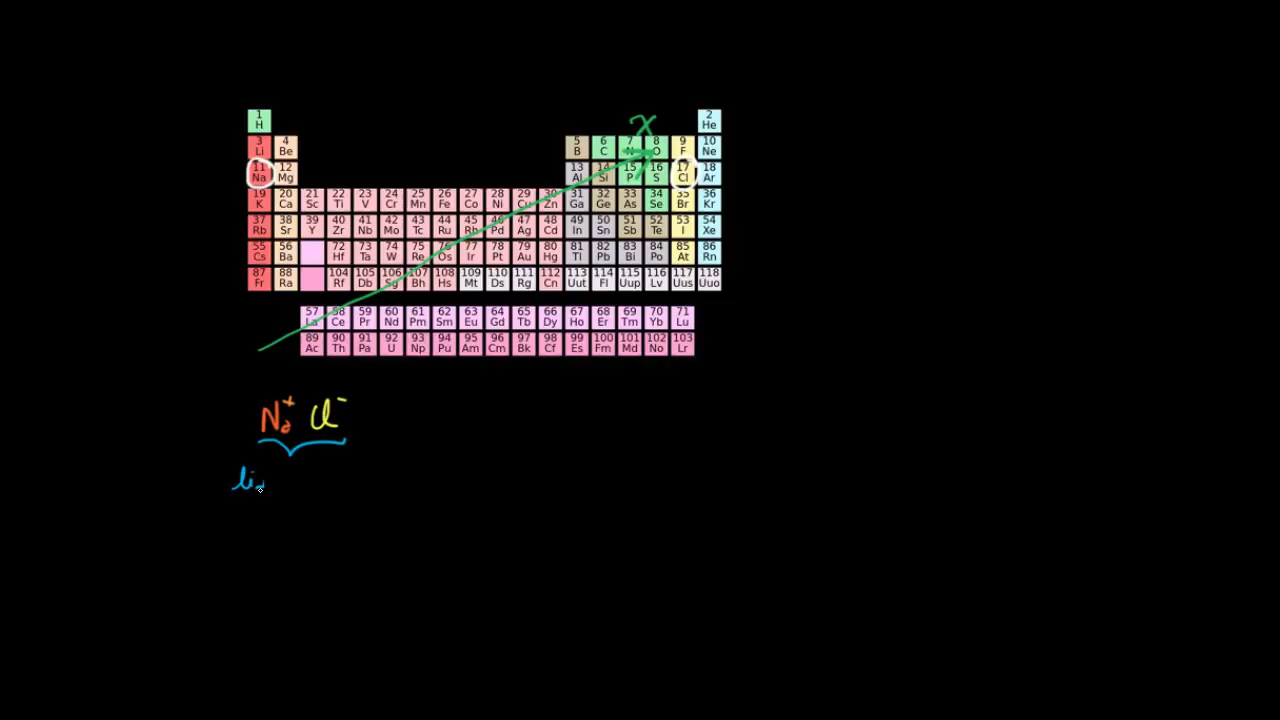 χ
1 H 2 He
3 Li 4 Be 5 B 6 C 7 N 8 O 9 F 10 Ne
11 Na 12 Mg 13 Al 14 Si 15 P 16 S 17 Cl 18 Ar
19 K 20 Ca 21 Sc 22 Ti 23 V 24 Cr 25 Mn 26 Fe 27 Co 28 Ni 29 Cu 30 Zn 31 Ga 32 Ge 33 As 34 Se 35 Br 36 Kr
37 Rb 38 Sr 39 Y 40 Zr 41 Nb 42 Mo 43 Tc 44 Ru 45 Rh 46 Pd 47 Ag 48 Cd 49 In 50 Sn 51 Sb 52 Te 53 I 54 Xe
55 Cs 56 Ba 72 Hf 73 Ta 74 W 75 Re 76 Os 77 Ir 78 Pt 79 Au 80 Hg 81 Tl 82 Pb 83 Bi 84 Po 85 At 86 Rn
87 Fr 88 Ra 104 Rf 105 Db 106 Sg 107 Bh 108 Hs 109 Mt 110 Ds 111 Rg 112 Cn 113 Uut 114 Fl 115 Uup 116 Lv 117 Uus 118 Uuo
57 La 58 Ce 59 Pr 60 Nd 61 Pm 62 Sm 63 Eu 64 Gd 65 Tb 66 Dy 67 Ho 68 Er 69 Tm 70 Yb 71 Lu
89 Ac 90 Th 91 Pa 92 U 93 Np 94 Pu 95 Am 96 Cm 97 Bk 98 Cf 99 Es 100 Fm 101 Md 102 No 103 Lr
Na⁺ Cl⁻